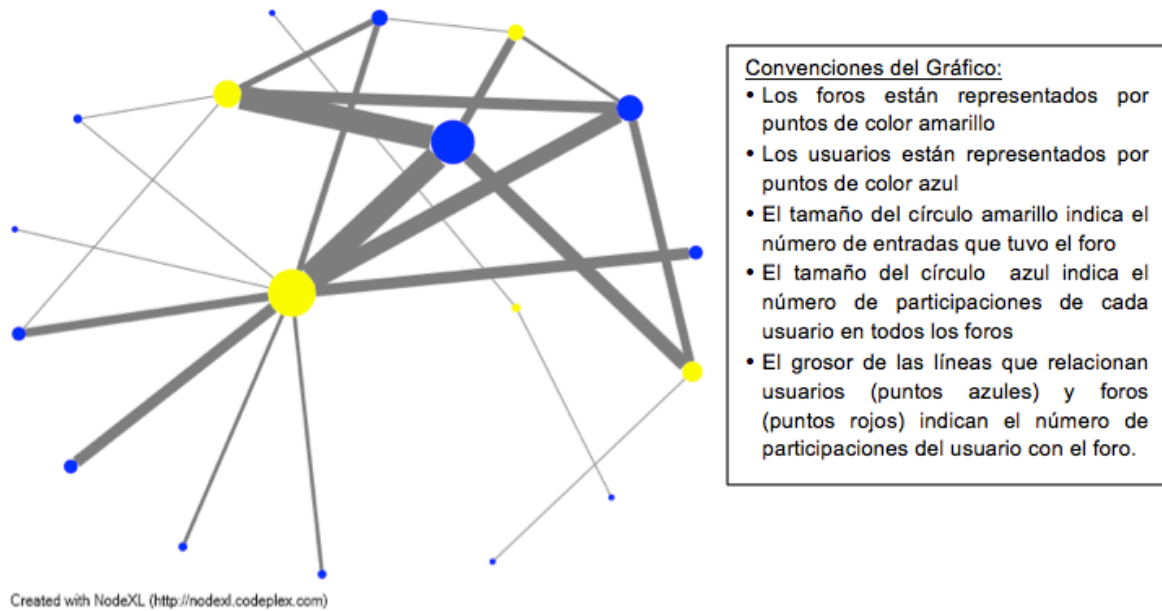 Convenciones del Gráfico:
• Los foros están representados por
puntos de color amarillo
• Los usuarios están representados por
puntos de color azul
• El tamaño del círculo amarillo indica el
número de entradas que tuvo el foro
• El tamaño del círculo azul indica el
número de participaciones de cada
usuario en todos los foros
• El grosor de las líneas que relacionan
usuarios (puntos azules) y foros
(puntos rojos) indican el número de
participaciones del usuario con el foro.
Created with NodeXL (http://nodexl.codeplex.com)